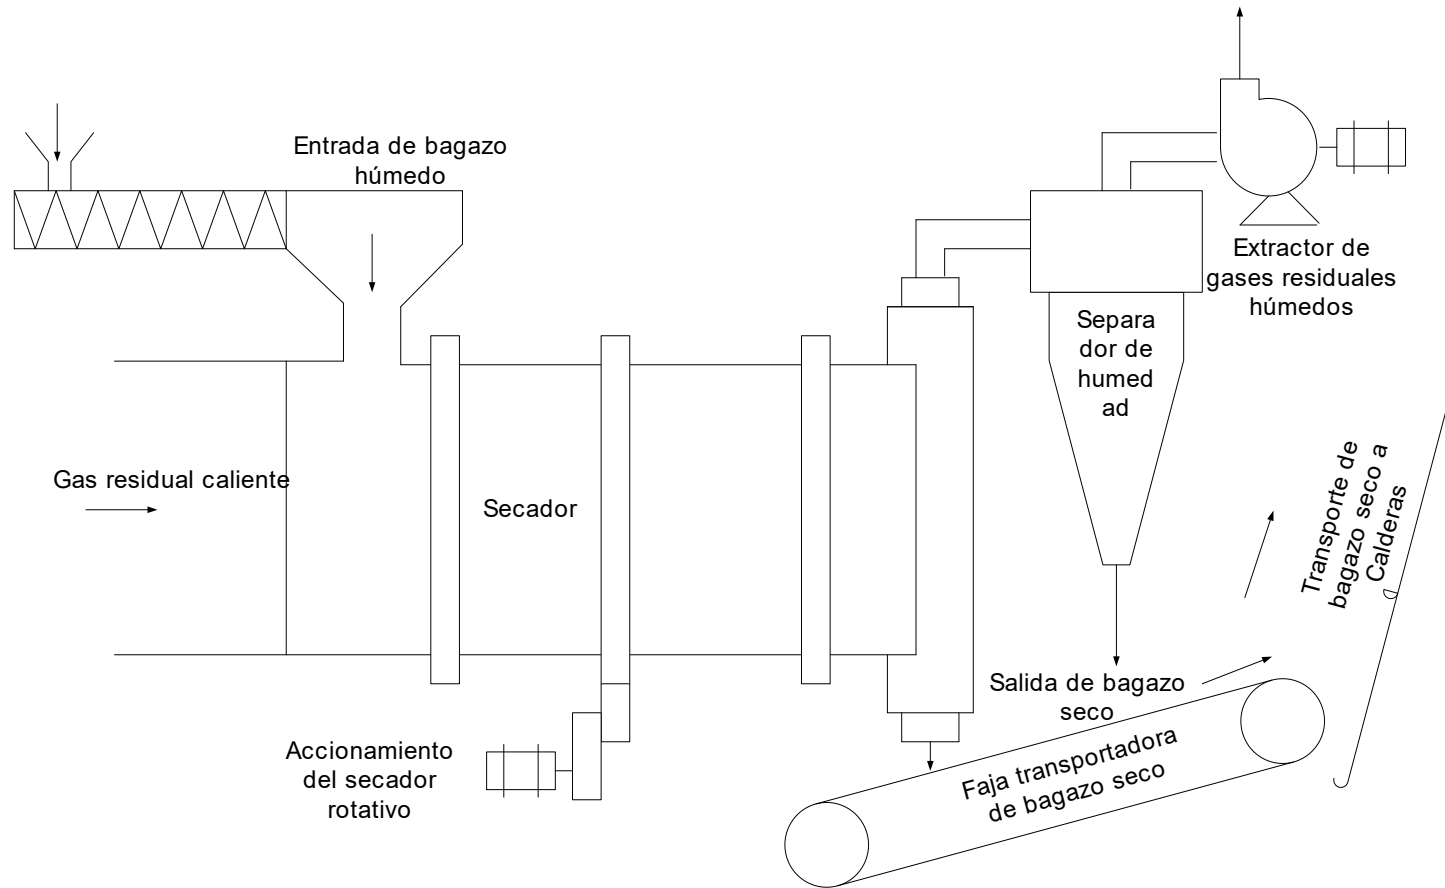 Entrada de bagazo
húmedo
Extractor de
gases residuales
húmedos
Separa
dor de
humed
ad
Gas residual caliente
Secador
Transporte de
bagazo seco a
Calderas
Salida de bagazo
seco
Accionamiento
del secador
rotativo
Faja transportadora
de bagazo seco